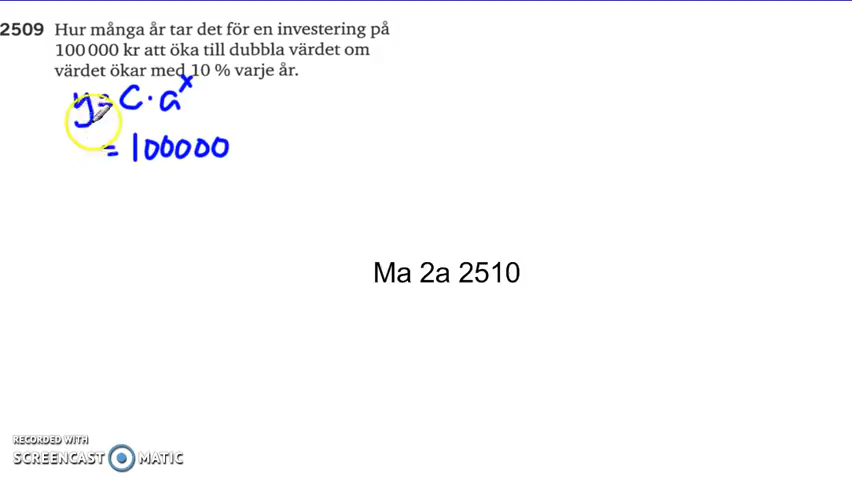 2509 Hur många år tar det för en investering på
100 000 kr att öka till dubbla värdet om
värdet ökar med 10 % varje år.
y = C · a^x
= 100000
Ma 2a 2510
RECORDED WITH
SCREENCAST MATIC